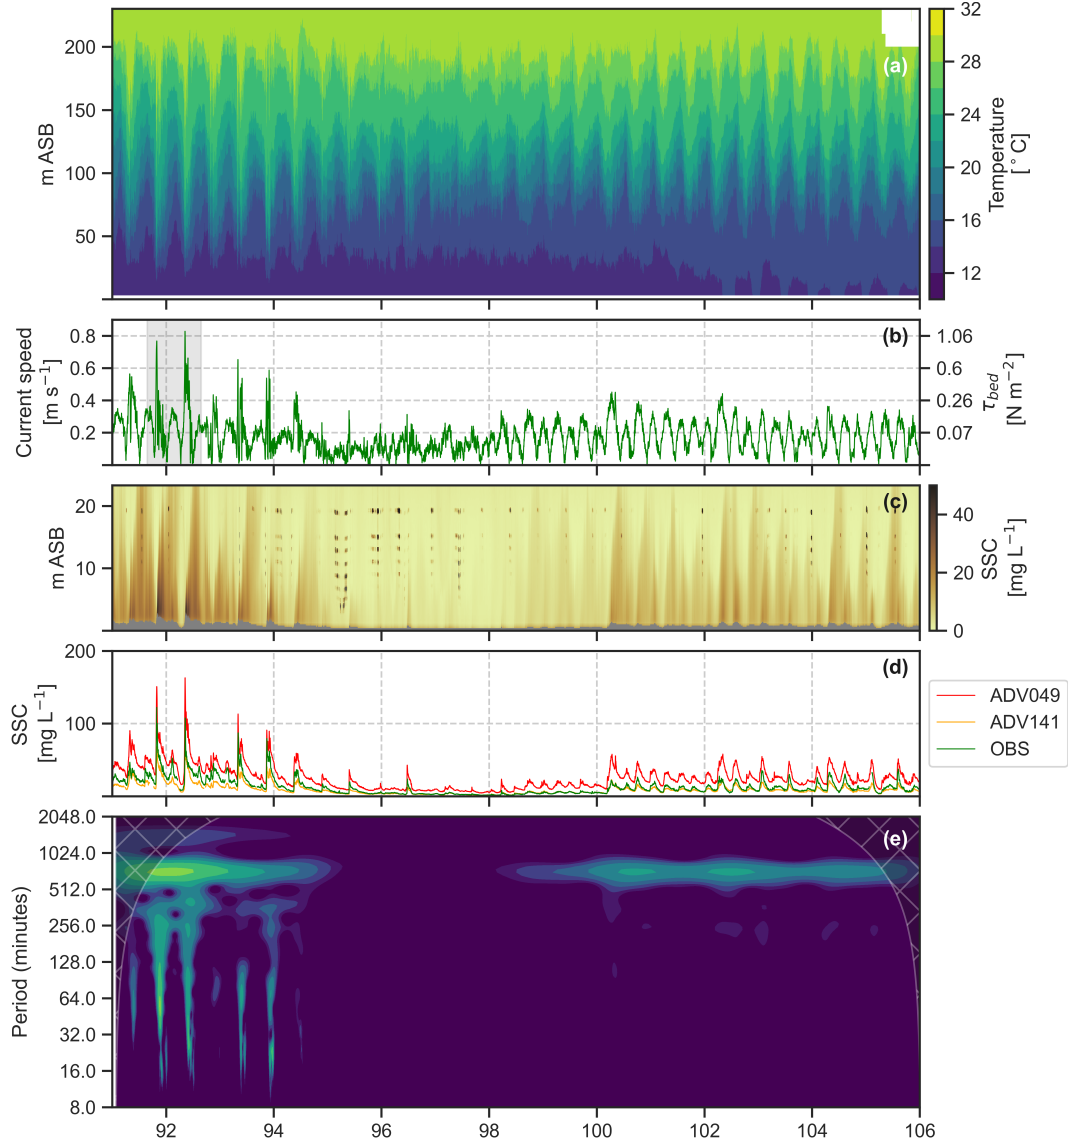 (a)
200
150
100
50
m ASB
32
28
24
20
16
12
Temperature
[°C]
(b)
0.8
0.6
0.4
0.2
Current speed
[m s⁻¹]
1.06
0.6
0.26
0.07
τbed
[N m⁻²]
(c)
20
10
m ASB
40
20
0
SSC
[mg L⁻¹]
(d)
200
100
SSC
[mg L⁻¹]
ADV049
ADV141
OBS
(e)
2048.0
1024.0
512.0
256.0
128.0
64.0
32.0
16.0
8.0
Period (minutes)
92 94 96 98 100 102 104 106